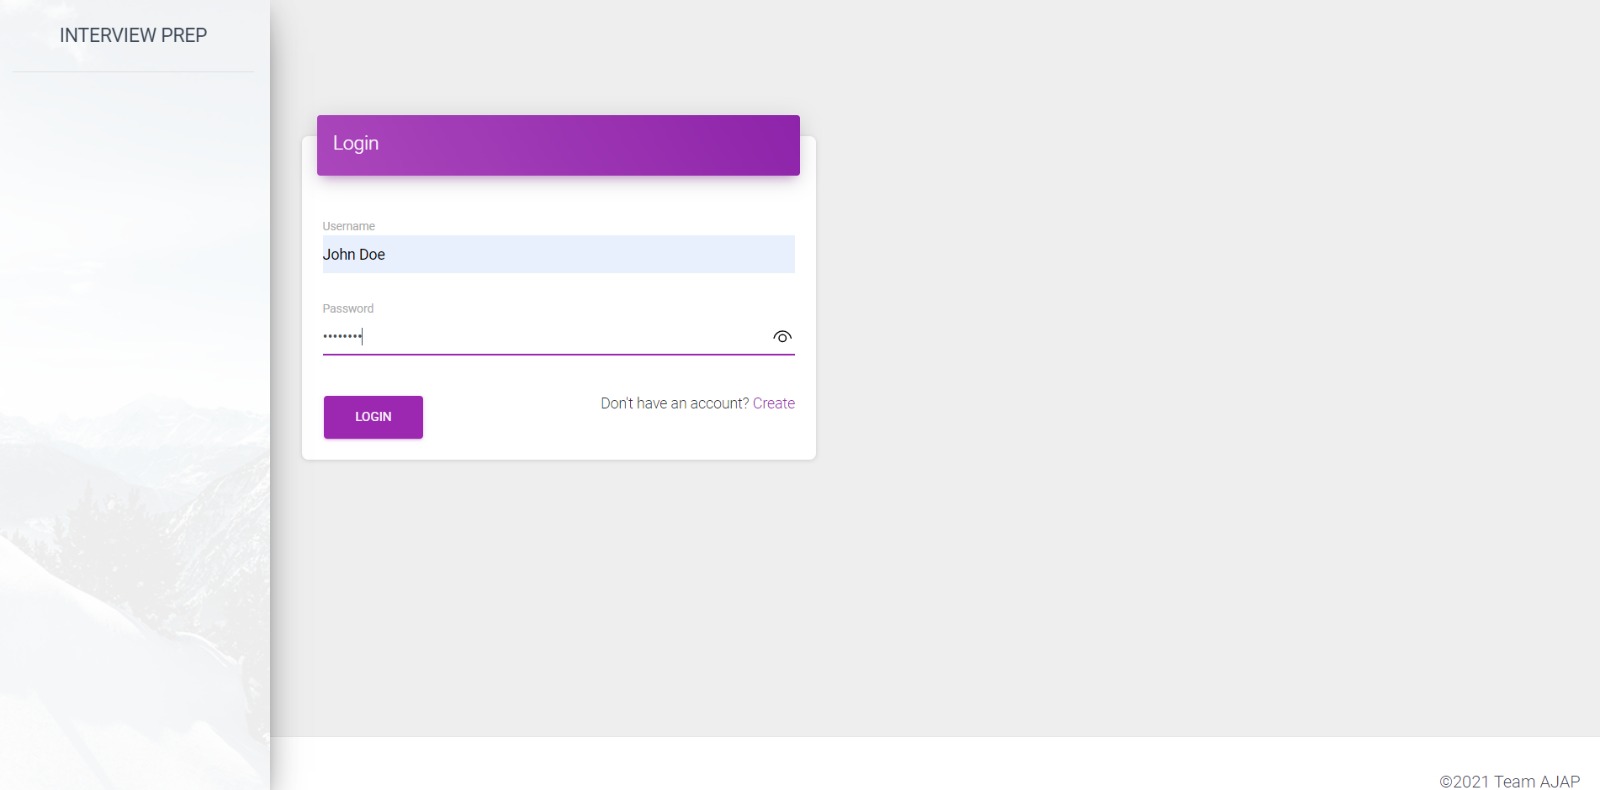 INTERVIEW PREP
Login
Username
John Doe
Password
••••••••
LOGIN
Don't have an account? Create
©2021 Team AJAP